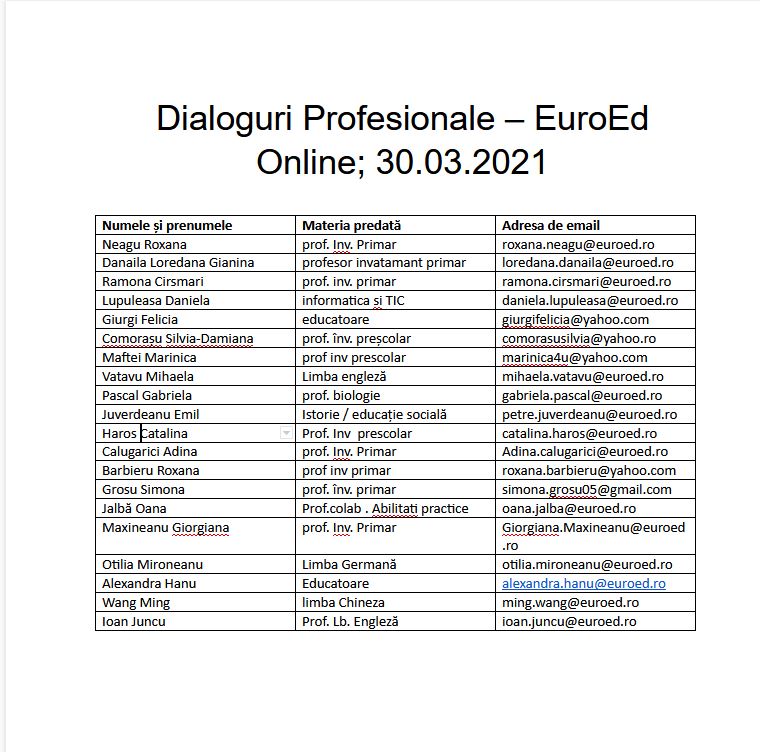 Dialoguri Profesionale – EuroEd
Online; 30.03.2021
Numele și prenumele Materia predată Adresa de email
Neagu Roxana prof. Inv. Primar roxana.neagu@euroed.ro
Danaila Loredana Gianina profesor invatamant primar loredana.danaila@euroed.ro
Ramona Cirsmari prof. inv. primar ramona.cirsmari@euroed.ro
Lupuleasa Daniela informatica si TIC daniela.lupuleasa@euroed.ro
Giurgi Felicia educatoare giurgifelicia@yahoo.com
Comorașu Silvia-Damiana prof. înv. preșcolar comorasusilvia@yahoo.ro
Maftei Marinica prof inv prescolar marinica4u@yahoo.com
Vatavu Mihaela Limba engleză mihaela.vatavu@euroed.ro
Pascal Gabriela prof. biologie gabriela.pascal@euroed.ro
Juverdeanu Emil Istorie / educație socială petre.juverdeanu@euroed.ro
Haros Catalina Prof. Inv  prescolar catalina.haros@euroed.ro
Calugarici Adina prof. Inv. Primar Adina.calugarici@euroed.ro
Barbieru Roxana prof inv primar roxana.barbieru@yahoo.com
Grosu Simona prof. înv. primar simona.grosu05@gmail.com
Jalbă Oana Prof.colab . Abilitati practice oana.jalba@euroed.ro
Maxineanu Giorgiana prof. Inv. Primar Giorgiana.Maxineanu@euroed
.ro
Otilia Mironeanu Limba Germană otilia.mironeanu@euroed.ro
Alexandra Hanu Educatoare alexandra.hanu@euroed.ro
Wang Ming limba Chineza ming.wang@euroed.ro
Ioan Juncu Prof. Lb. Engleză ioan.juncu@euroed.ro